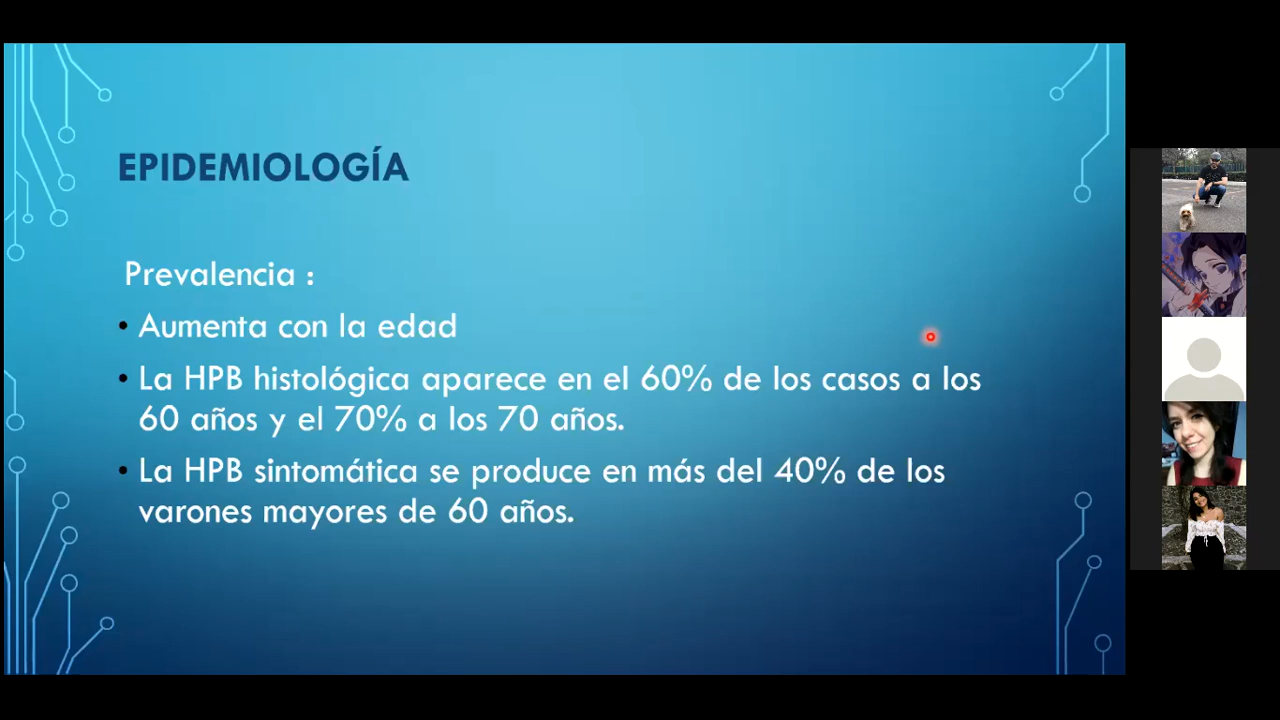 EPIDEMIOLOGÍA
Prevalencia :
• Aumenta con la edad
• La HPB histológica aparece en el 60% de los casos a los
60 años y el 70% a los 70 años.
• La HPB sintomática se produce en más del 40% de los
varones mayores de 60 años.